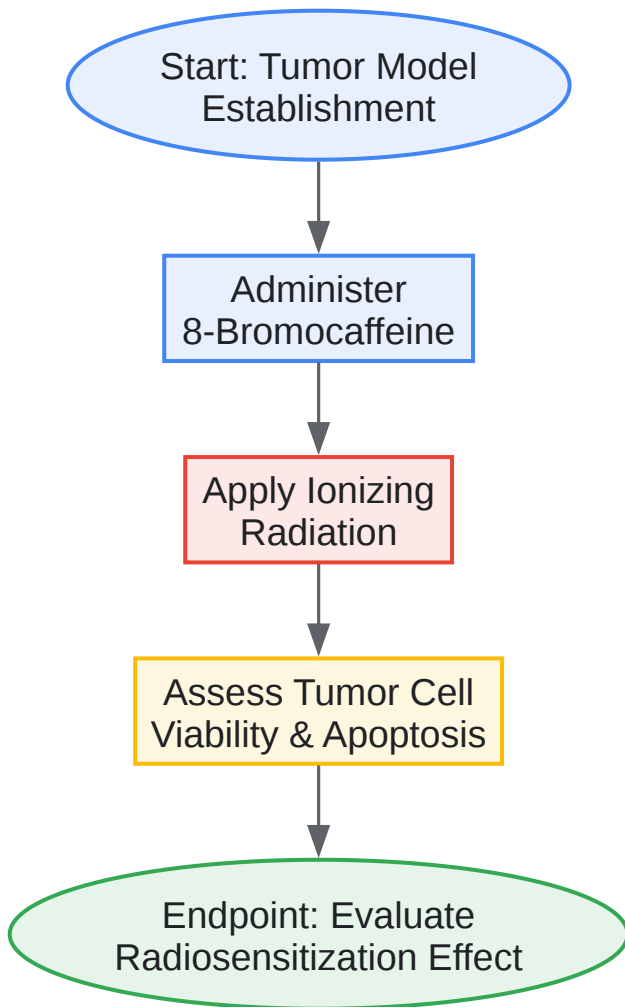 Start: Tumor Model
Establishment
Administer
8-Bromocaffeine
Apply Ionizing
Radiation
Assess Tumor Cell
Viability & Apoptosis
Endpoint: Evaluate
Radiosensitization Effect